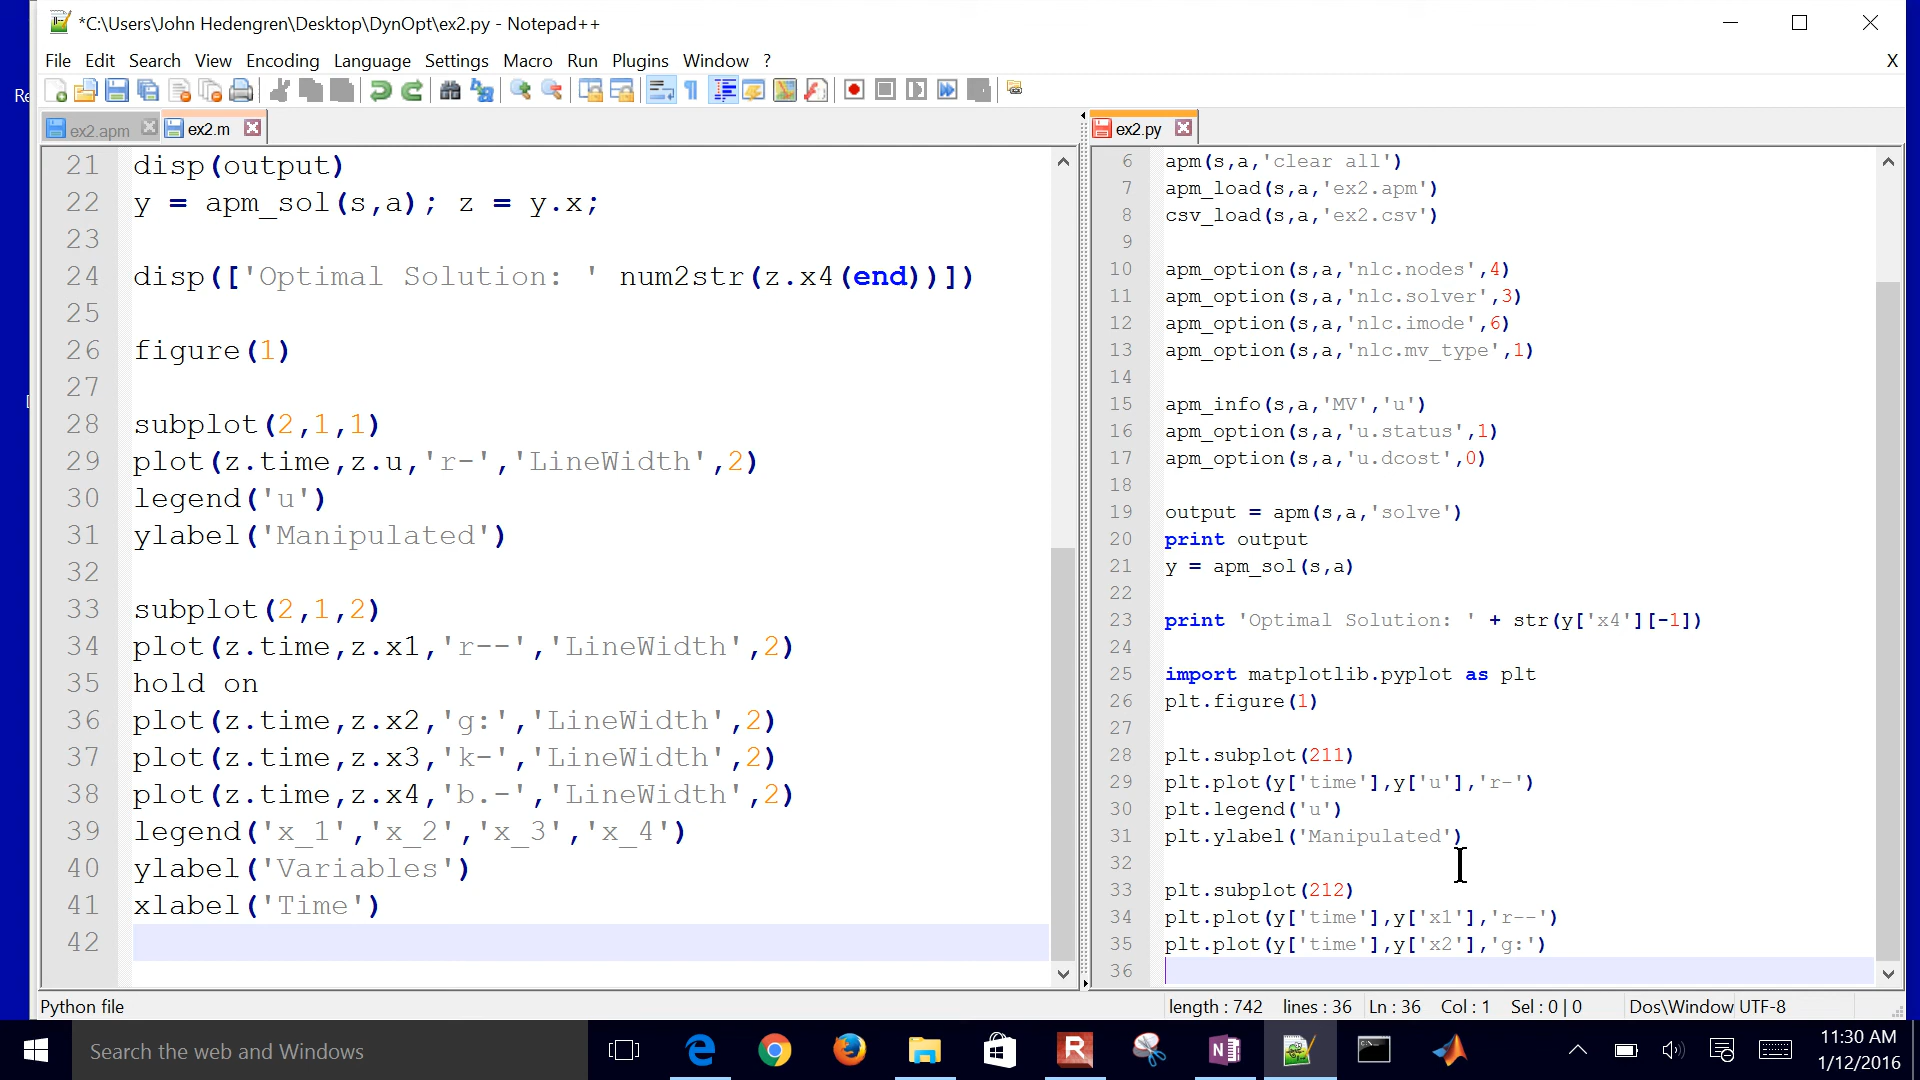 *C:\Users\John Hedengren\Desktop\DynOpt\ex2.py - Notepad++
File Edit Search View Encoding Language Settings Macro Run Plugins Window ? X
ex2.apm ex2.m
21 disp(output)
22 y = apm_sol(s,a); z = y.x;
23
24 disp(['Optimal Solution: ' num2str(z.x4(end))])
25
26 figure(1)
27
28 subplot(2,1,1)
29 plot(z.time,z.u,'r-','LineWidth',2)
30 legend('u')
31 ylabel('Manipulated')
32
33 subplot(2,1,2)
34 plot(z.time,z.x1,'r--','LineWidth',2)
35 hold on
36 plot(z.time,z.x2,'g:','LineWidth',2)
37 plot(z.time,z.x3,'k-','LineWidth',2)
38 plot(z.time,z.x4,'b.-','LineWidth',2)
39 legend('x_1','x_2','x_3','x_4')
40 ylabel('Variables')
41 xlabel('Time')
42
ex2.py
6 apm(s,a,'clear all')
7 apm_load(s,a,'ex2.apm')
8 csv_load(s,a,'ex2.csv')
9
10 apm_option(s,a,'nlc.nodes',4)
11 apm_option(s,a,'nlc.solver',3)
12 apm_option(s,a,'nlc.imode',6)
13 apm_option(s,a,'nlc.mv_type',1)
14
15 apm_info(s,a,'MV','u')
16 apm_option(s,a,'u.status',1)
17 apm_option(s,a,'u.dcost',0)
18
19 output = apm(s,a,'solve')
20 print output
21 y = apm_sol(s,a)
22
23 print 'Optimal Solution: ' + str(y['x4'][-1])
24
25 import matplotlib.pyplot as plt
26 plt.figure(1)
27
28 plt.subplot(211)
29 plt.plot(y['time'],y['u'],'r-')
30 plt.legend('u')
31 plt.ylabel('Manipulated')
32
33 plt.subplot(212)
34 plt.plot(y['time'],y['x1'],'r--')
35 plt.plot(y['time'],y['x2'],'g:')
36
Python file length : 742 lines : 36 Ln : 36 Col : 1 Sel : 0 | 0 Dos\Window UTF-8
Search the web and Windows
11:30 AM
1/12/2016